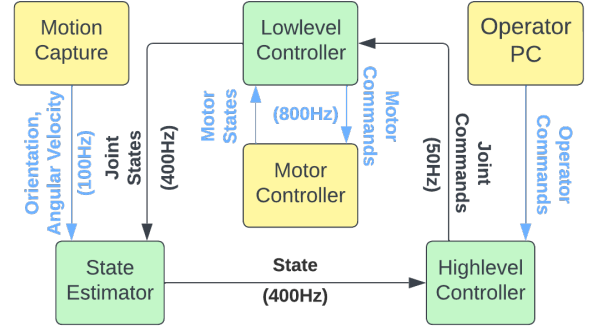 Motion
Capture
Lowlevel
Controller
Operator
PC
Orientation,
Angular Velocity
(100Hz)
Joint
States
(400Hz)
Motor
States
(800Hz)
Motor
Commands
Joint
Commands
(50Hz)
Operator
Commands
Motor
Controller
State
Estimator
State
(400Hz)
Highlevel
Controller